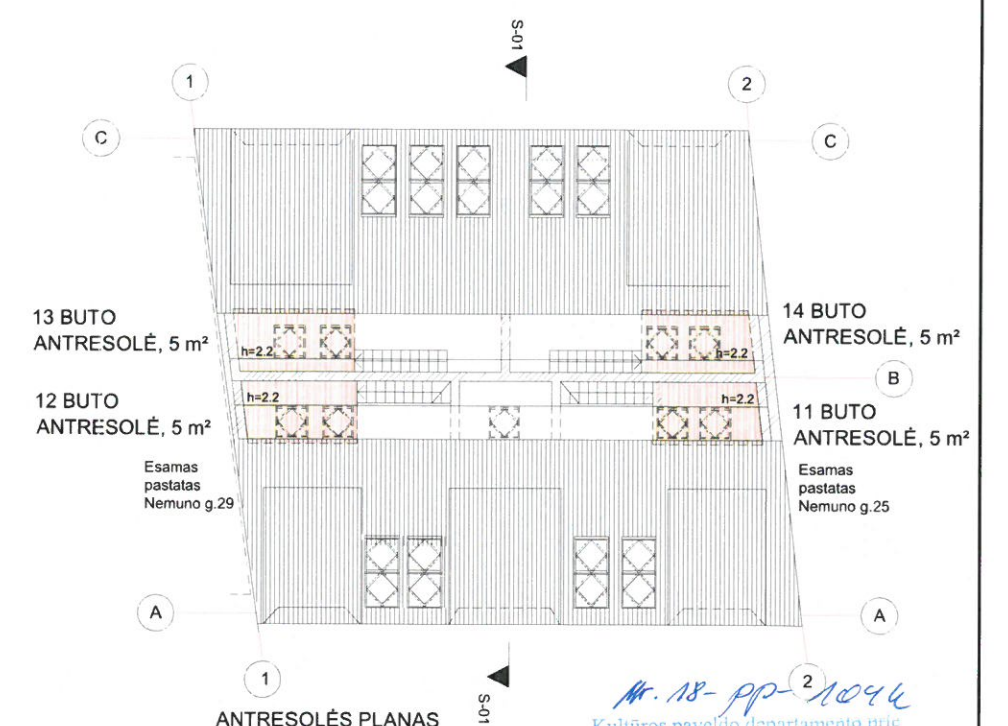 S-01
1
2
C
C
13 BUTO
ANTRESOLĖ, 5 m²
14 BUTO
ANTRESOLĖ, 5 m²
h=2.2
h=2.2
B
12 BUTO
ANTRESOLĖ, 5 m²
h=2.2
h=2.2
11 BUTO
ANTRESOLĖ, 5 m²
Esamas
pastatas
Nemuno g.29
Esamas
pastatas
Nemuno g.25
A
A
1
2
S-01
ANTRESOLĖS PLANAS
Nr. 18-PP-104
Kultūros paveldo departamento prie